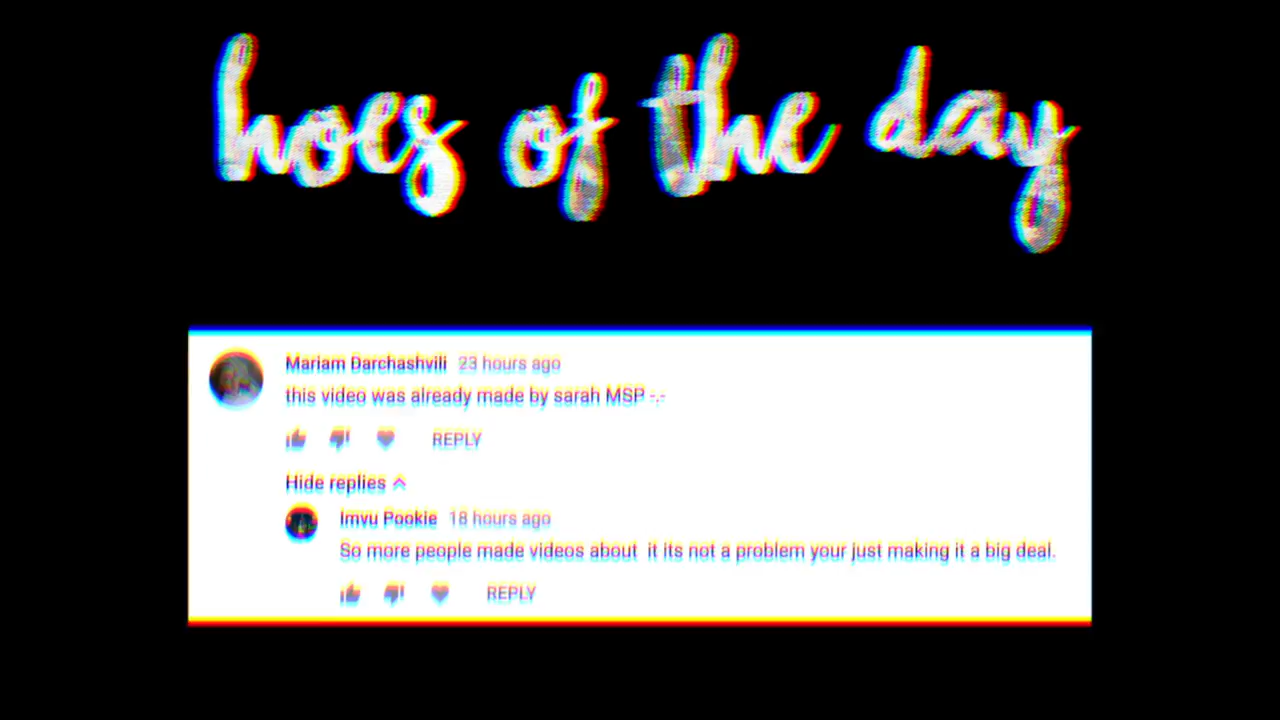 hoes of the day
Mariam Darchashvili 23 hours ago
this video was already made by sarah MSP -.-
REPLY
Hide replies
Imvu Pookie 18 hours ago
So more people made videos about it its not a problem your just making it a big deal.
REPLY